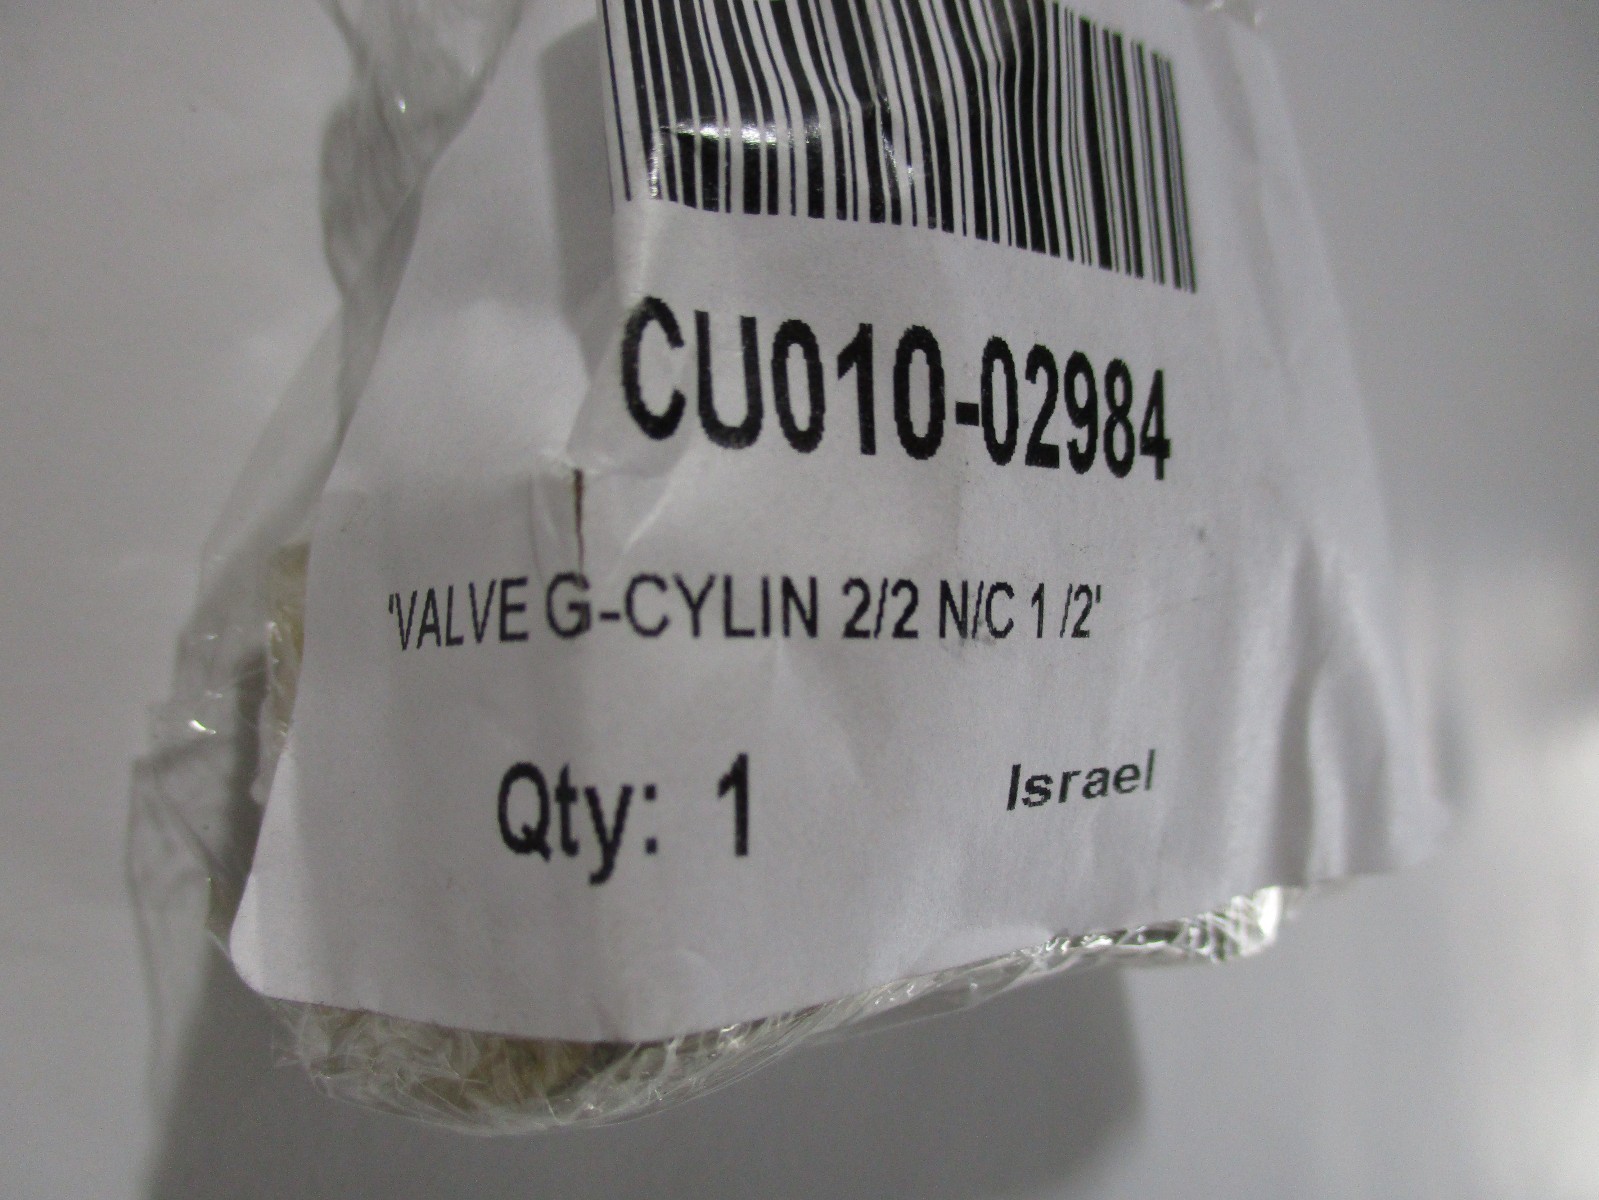 CU010-02984
'VALVE G-CYLIN 2/2 N/C 1/2'
Qty: 1
Israel